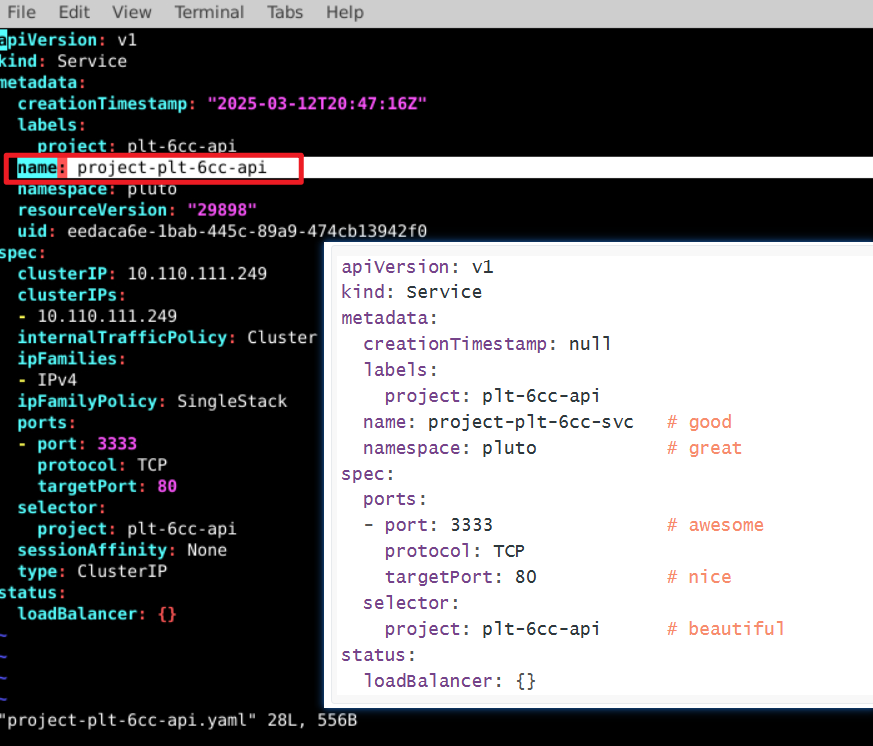 File Edit View Terminal Tabs Help
apiVersion: v1
kind: Service
metadata:
  creationTimestamp: "2025-03-12T20:47:16Z"
  labels:
    project: plt-6cc-api
  name: project-plt-6cc-api
  namespace: pluto
  resourceVersion: "29898"
  uid: eedaca6e-1bab-445c-89a9-474cb13942f0
spec:
  clusterIP: 10.110.111.249
  clusterIPs:
  - 10.110.111.249
  internalTrafficPolicy: Cluster
  ipFamilies:
  - IPv4
  ipFamilyPolicy: SingleStack
  ports:
  - port: 3333
    protocol: TCP
    targetPort: 80
  selector:
    project: plt-6cc-api
  sessionAffinity: None
  type: ClusterIP
status:
  loadBalancer: {}
~
~
~
~
"project-plt-6cc-api.yaml" 28L, 556B
apiVersion: v1
kind: Service
metadata:
  creationTimestamp: null
  labels:
    project: plt-6cc-api
  name: project-plt-6cc-svc   # good
  namespace: pluto            # great
spec:
  ports:
  - port: 3333                # awesome
    protocol: TCP
    targetPort: 80            # nice
  selector:
    project: plt-6cc-api      # beautiful
status:
  loadBalancer: {}